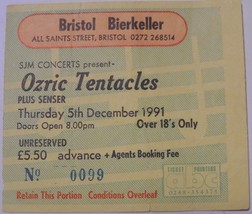 Bristol Bierkeller
ALL SAINTS STREET, BRISTOL 0272 268514
SJM CONCERTS present-
Ozric Tentacles
PLUS SENSER
Thursday 5th December 1991
Doors Open 8.00pm Over 18's Only
UNRESERVED
£5.50 advance + Agents Booking Fee
No 0099
TICKET PRINTING
Retain This Portion Conditions Overleaf